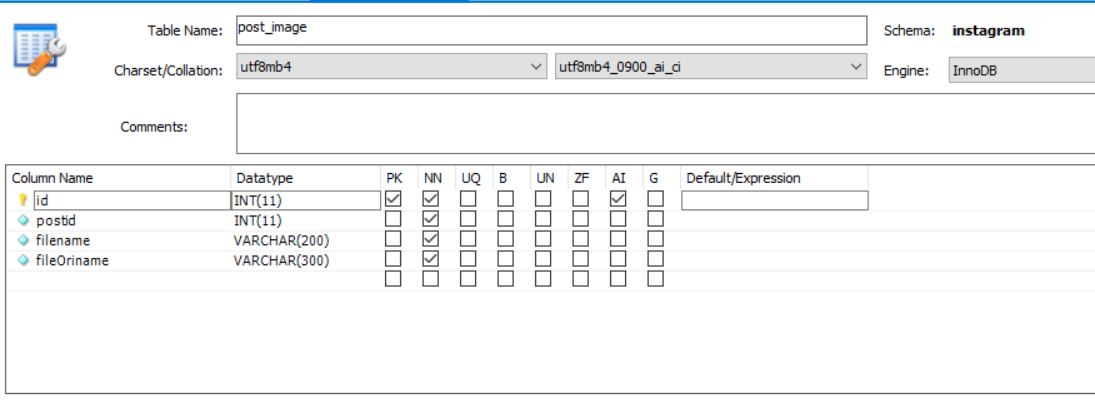 Table Name: post_image Schema: instagram
Charset/Collation: utf8mb4 utf8mb4_0900_ai_ci Engine: InnoDB
Comments:
Column Name Datatype PK NN UQ B UN ZF AI G Default/Expression
id INT(11)
postid INT(11)
filename VARCHAR(200)
fileOriname VARCHAR(300)